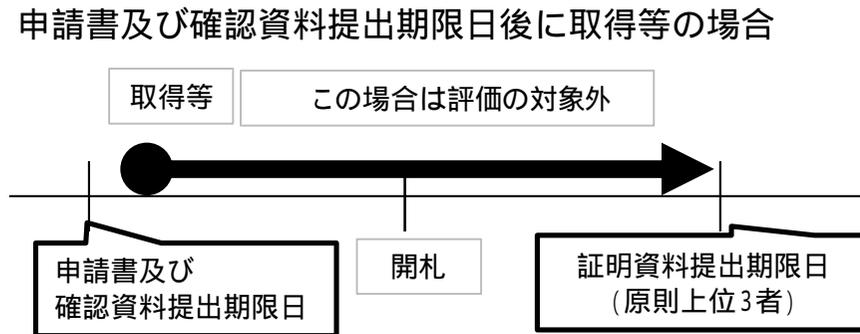 申請書及び確認資料提出期限日後に取得等の場合
取得等
この場合は評価の対象外
申請書及び
確認資料提出期限日
開札
証明資料提出期限日
(原則上位3者)